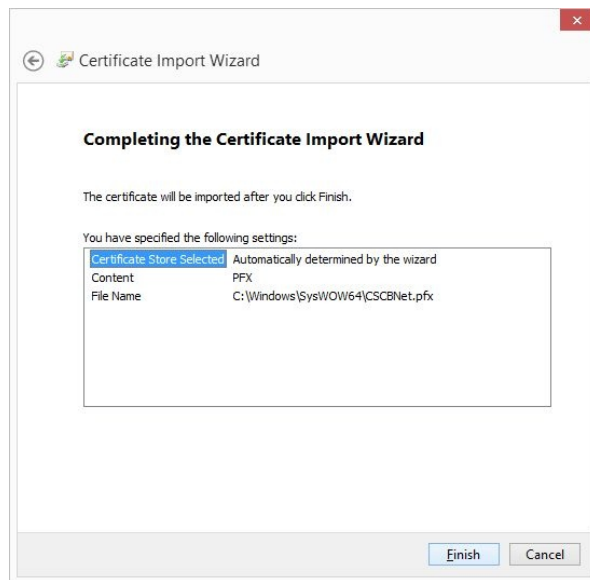 Certificate Import Wizard
Completing the Certificate Import Wizard
The certificate will be imported after you click Finish.
You have specified the following settings:
Certificate Store Selected Automatically determined by the wizard
Content PFX
File Name C:\Windows\SysWOW64\CSCBNet.pfx
Finish Cancel